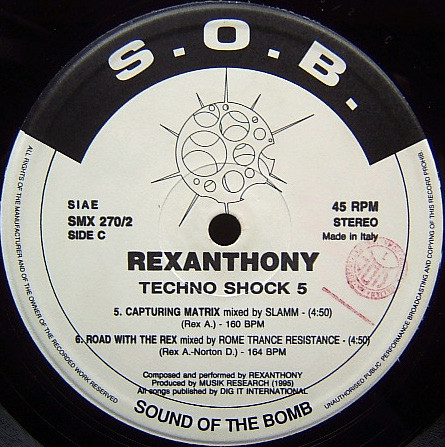 S.O.B.
ALL RIGHTS OF THE MANUFACTURER AND OF THE OWNER OF THE RECORDED WORK RESERVED
SIAE
SMX 270/2
SIDE C
45 RPM
STEREO
Made in Italy
REXANTHONY
TECHNO SHOCK 5
5. CAPTURING MATRIX mixed by SLAMM - (4:50)
(Rex A.) - 160 BPM
6. ROAD WITH THE REX mixed by ROME TRANCE RESISTANCE - (4:50)
(Rex A.-Norton D.) - 164 BPM
Composed and performed by REXANTHONY
Produced by MUSIK RESEARCH (1995)
All songs published by DIG IT INTERNATIONAL
SOUND OF THE BOMB
UNAUTHORISED PUBLIC PERFORMANCE BROADCASTING AND COPYING OF THIS RECORD PROHIBI